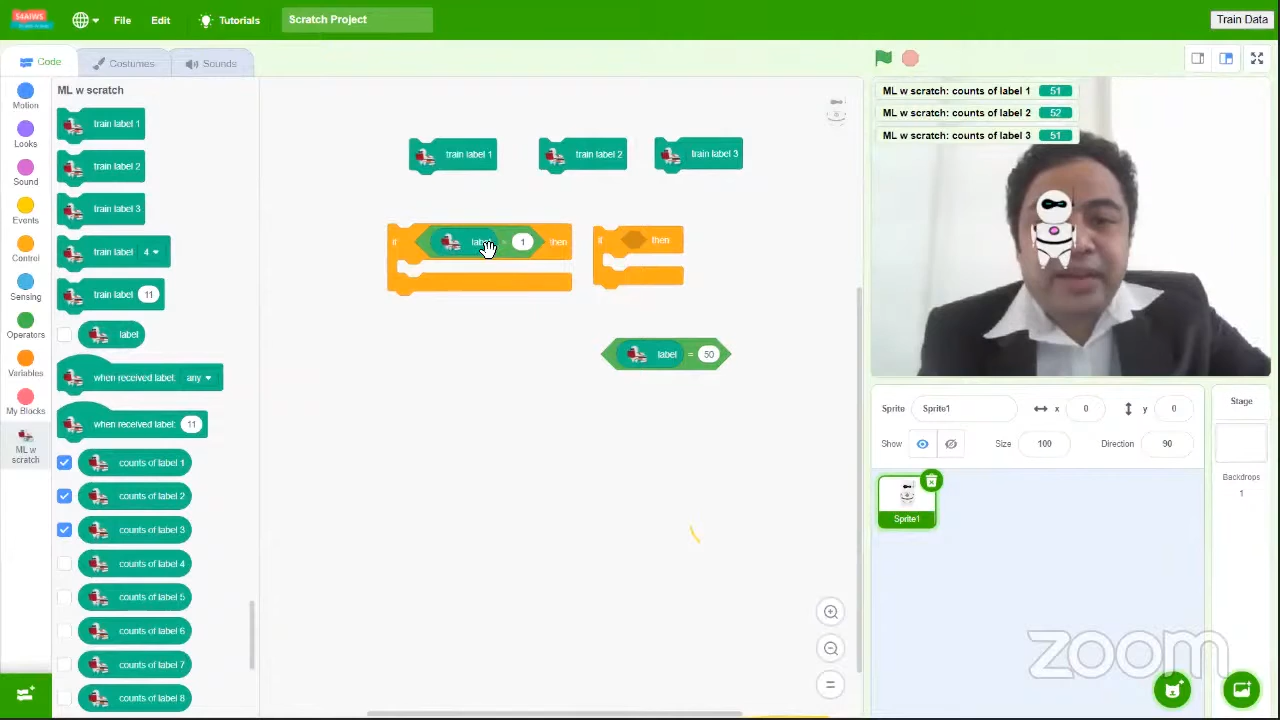 S4AIWS
File
Edit
Tutorials
Scratch Project
Train Data
Code
Costumes
Sounds
Motion
Looks
Sound
Events
Control
Sensing
Operators
Variables
My Blocks
ML w
scratch
ML w scratch
train label 1
train label 2
train label 3
train label 4
train label 11
label
when received label: any
when received label: 11
counts of label 1
counts of label 2
counts of label 3
counts of label 4
counts of label 5
counts of label 6
counts of label 7
counts of label 8
train label 1
train label 2
train label 3
if label = 1 then
if then
label = 50
ML w scratch: counts of label 1 51
ML w scratch: counts of label 2 52
ML w scratch: counts of label 3 51
zoom
Sprite Sprite1 x 0 y 0
Show Size 100 Direction 90
Sprite1
Stage
Backdrops
1